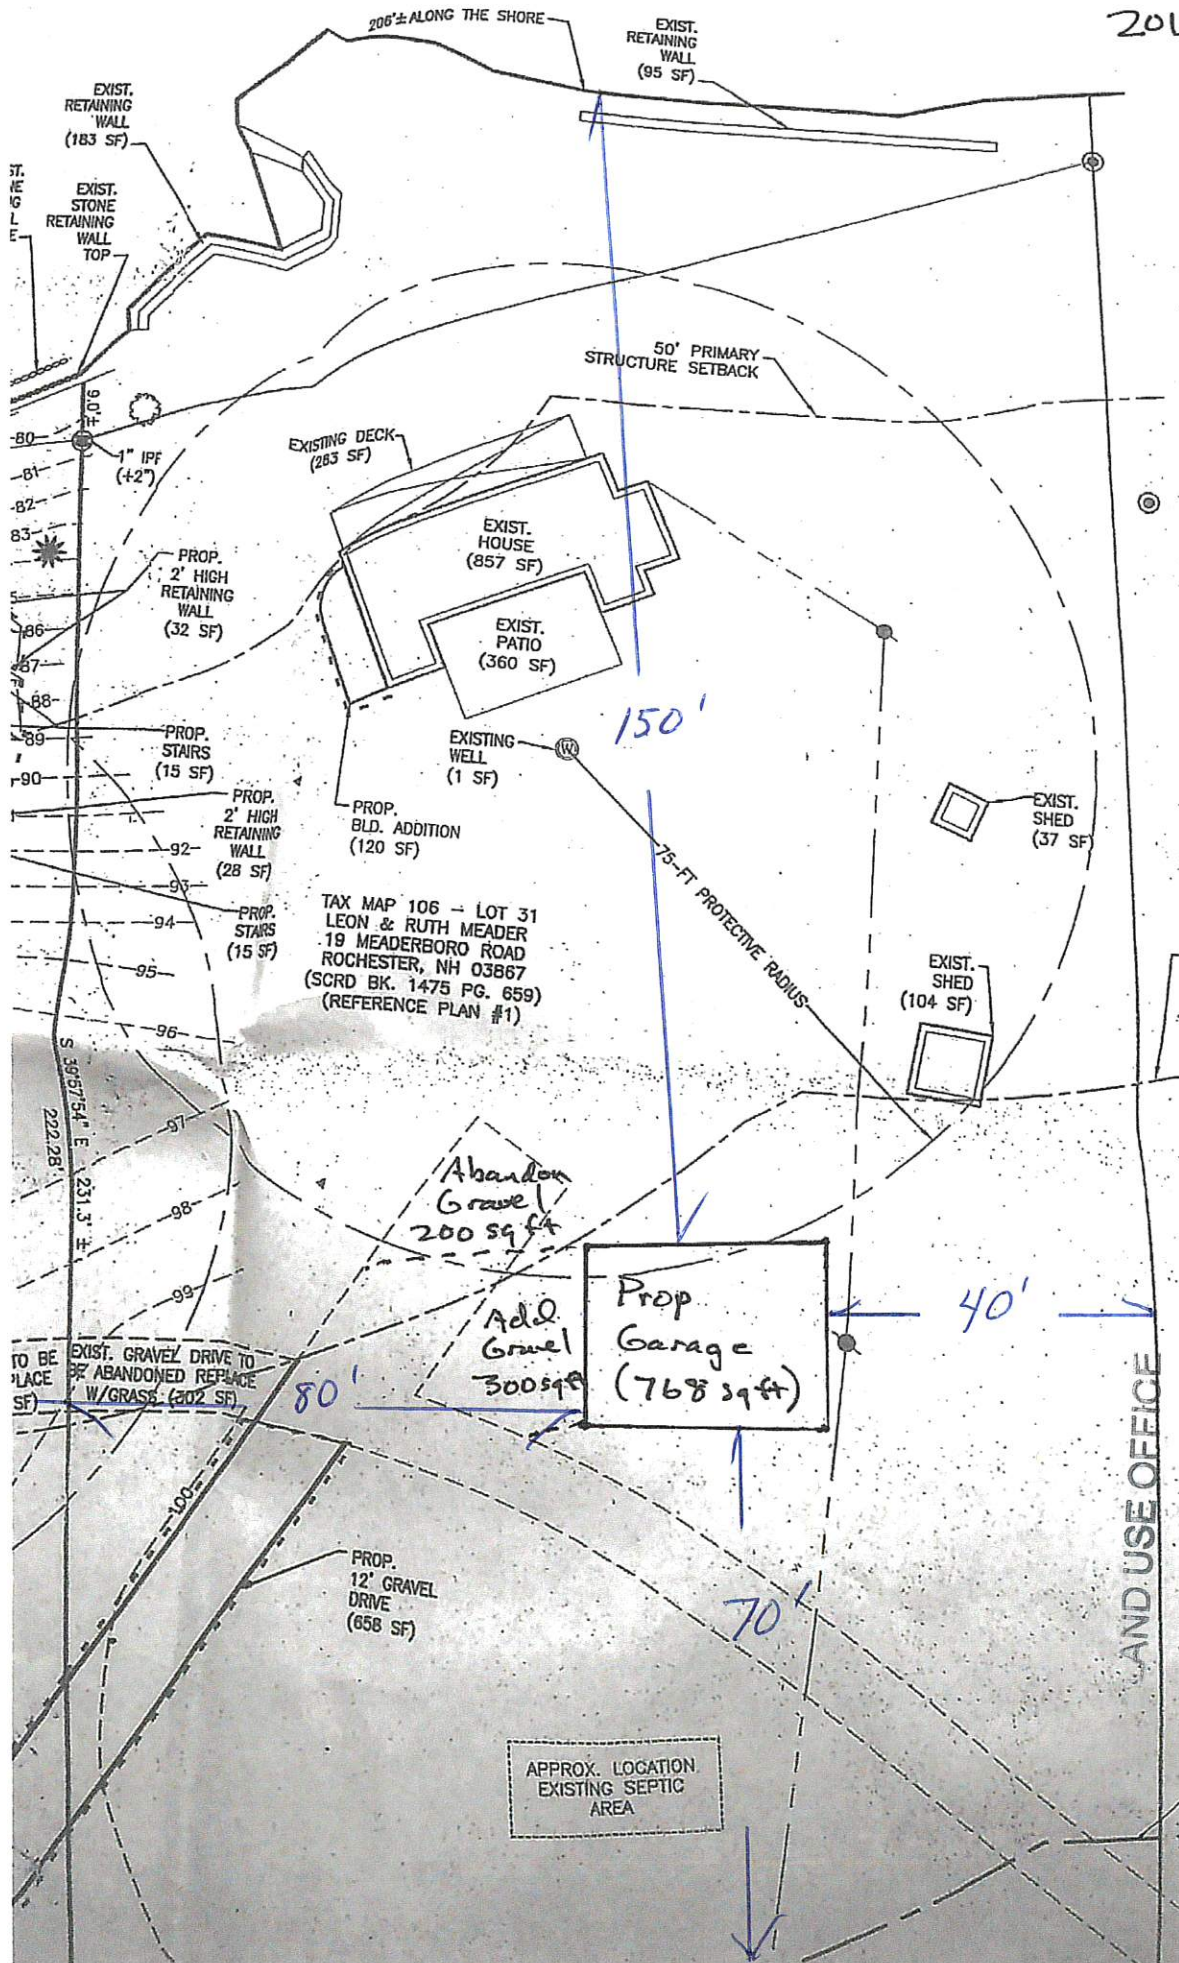 201
206'± ALONG THE SHORE
EXIST.
RETAINING
WALL
(95 SF)
EXIST.
RETAINING
WALL
(183 SF)
EXIST.
STONE
RETAINING
WALL
TOP
50' PRIMARY
STRUCTURE SETBACK
9.0'±
EXISTING DECK
(283 SF)
1" IPF
(+2")
80
81
82
83
EXIST.
HOUSE
(857 SF)
PROP.
2' HIGH
RETAINING
WALL
(32 SF)
86
87
88
89
90
EXIST.
PATIO
(360 SF)
150'
PROP.
STAIRS
(15 SF)
EXISTING
WELL
(1 SF)
W
PROP.
2' HIGH
RETAINING
WALL
(28 SF)
PROP.
BLD. ADDITION
(120 SF)
EXIST.
SHED
(37 SF)
92
93
94
95
96
75-FT PROTECTIVE RADIUS
PROP.
STAIRS
(15 SF)
TAX MAP 106 - LOT 31
LEON & RUTH MEADER
19 MEADERBORO ROAD
ROCHESTER, NH 03867
(SCRD BK. 1475 PG. 659)
(REFERENCE PLAN #1)
EXIST.
SHED
(104 SF)
S 39°57'54" E 231.3' ±
222.28'
97
98
99
Abandon
Gravel
200 sq ft
Add
Gravel
300 sq ft
Prop
Garage
(768 sq ft)
40'
TO BE
PLACE
SF)
EXIST. GRAVEL DRIVE TO
BE ABANDONED REPLACE
W/GRASS (302 SF)
80'
100
PROP.
12' GRAVEL
DRIVE
(658 SF)
70'
LAND USE OFFICE
APPROX. LOCATION
EXISTING SEPTIC
AREA